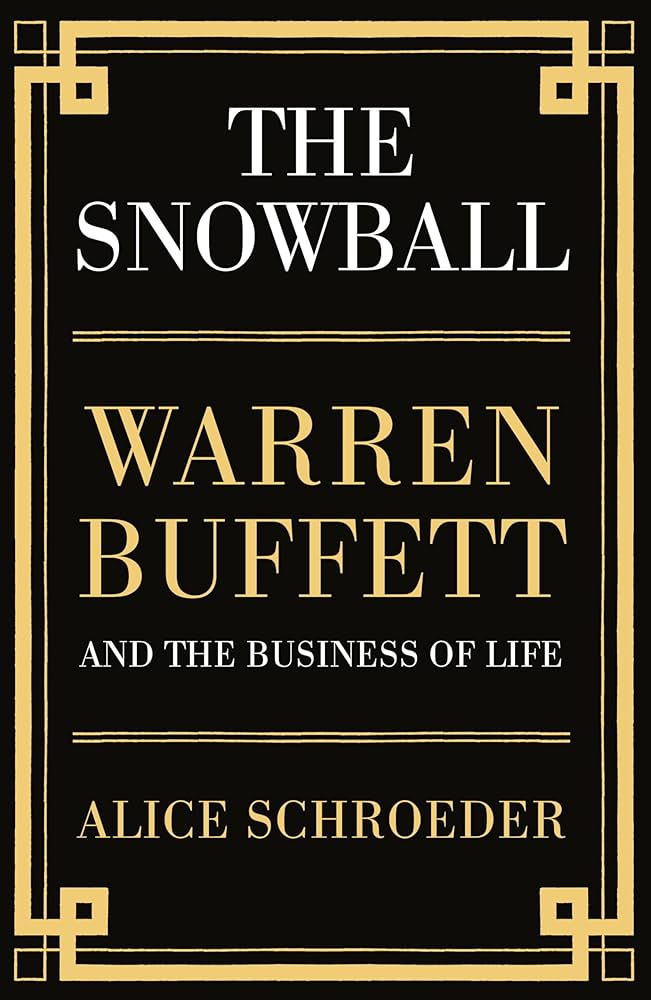 THE
SNOWBALL
WARREN
BUFFETT
AND THE BUSINESS OF LIFE
ALICE SCHROEDER